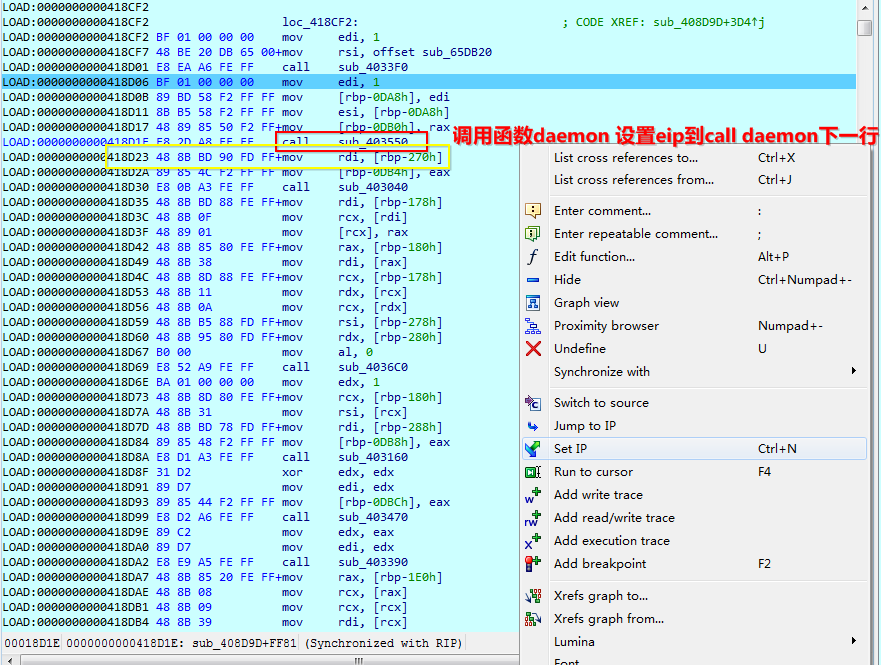 LOAD:0000000000418CF2
LOAD:0000000000418CF2 loc_418CF2: ; CODE XREF: sub_408D9D+3D4↑j
LOAD:0000000000418CF2 BF 01 00 00 00 mov edi, 1
LOAD:0000000000418CF7 48 BE 20 DB 65 00+mov rsi, offset sub_65DB20
LOAD:0000000000418D01 E8 EA A6 FE FF call sub_4033F0
LOAD:0000000000418D06 BF 01 00 00 00 mov edi, 1
LOAD:0000000000418D0B 89 BD 58 F2 FF FF mov [rbp-0DA8h], edi
LOAD:0000000000418D11 8B B5 58 F2 FF FF mov esi, [rbp-0DA8h]
LOAD:0000000000418D17 48 89 85 50 F2 FF+mov [rbp-0DB0h], rax
LOAD:0000000000418D1E E8 2D A8 FE FF call sub_403550
调用函数daemon 设置eip到call daemon下一行
LOAD:0000000000418D23 48 8B BD 90 FD FF+mov rdi, [rbp-270h]
LOAD:0000000000418D2A 89 85 4C F2 FF FF mov [rbp-0DB4h], eax
LOAD:0000000000418D30 E8 0B A3 FE FF call sub_403040
LOAD:0000000000418D35 48 8B BD 88 FE FF+mov rdi, [rbp-178h]
LOAD:0000000000418D3C 48 8B 0F mov rcx, [rdi]
LOAD:0000000000418D3F 48 89 01 mov [rcx], rax
LOAD:0000000000418D42 48 8B 85 80 FE FF+mov rax, [rbp-180h]
LOAD:0000000000418D49 48 8B 38 mov rdi, [rax]
LOAD:0000000000418D4C 48 8B 8D 88 FE FF+mov rcx, [rbp-178h]
LOAD:0000000000418D53 48 8B 11 mov rdx, [rcx]
LOAD:0000000000418D56 48 8B 0A mov rcx, [rdx]
LOAD:0000000000418D59 48 8B B5 88 FD FF+mov rsi, [rbp-278h]
LOAD:0000000000418D60 48 8B 95 80 FD FF+mov rdx, [rbp-280h]
LOAD:0000000000418D67 B0 00 mov al, 0
LOAD:0000000000418D69 E8 52 A9 FE FF call sub_4036C0
LOAD:0000000000418D6E BA 01 00 00 00 mov edx, 1
LOAD:0000000000418D73 48 8B 8D 80 FE FF+mov rcx, [rbp-180h]
LOAD:0000000000418D7A 48 8B 31 mov rsi, [rcx]
LOAD:0000000000418D7D 48 8B BD 78 FD FF+mov rdi, [rbp-288h]
LOAD:0000000000418D84 89 85 48 F2 FF FF mov [rbp-0DB8h], eax
LOAD:0000000000418D8A E8 D1 A3 FE FF call sub_403160
LOAD:0000000000418D8F 31 D2 xor edx, edx
LOAD:0000000000418D91 89 D7 mov edi, edx
LOAD:0000000000418D93 89 85 44 F2 FF FF mov [rbp-0DBCh], eax
LOAD:0000000000418D99 E8 D2 A6 FE FF call sub_403470
LOAD:0000000000418D9E 89 C2 mov edx, eax
LOAD:0000000000418DA0 89 D7 mov edi, edx
LOAD:0000000000418DA2 E8 E9 A5 FE FF call sub_403390
LOAD:0000000000418DA7 48 8B 85 20 FE FF+mov rax, [rbp-1E0h]
LOAD:0000000000418DAE 48 8B 08 mov rcx, [rax]
LOAD:0000000000418DB1 48 8B 09 mov rcx, [rcx]
LOAD:0000000000418DB4 48 8B 39 mov rdi, [rcx]
00018D1E 0000000000418D1E: sub_408D9D+FF81 (Synchronized with RIP)
List cross references to... Ctrl+X
List cross references from... Ctrl+J
Enter comment... :
Enter repeatable comment... ;
Edit function... Alt+P
Hide Ctrl+Numpad+-
Graph view
Proximity browser Numpad+-
Undefine U
Synchronize with
Switch to source
Jump to IP
Set IP Ctrl+N
Run to cursor F4
Add write trace
Add read/write trace
Add execution trace
Add breakpoint F2
Xrefs graph to...
Xrefs graph from...
Lumina
Font